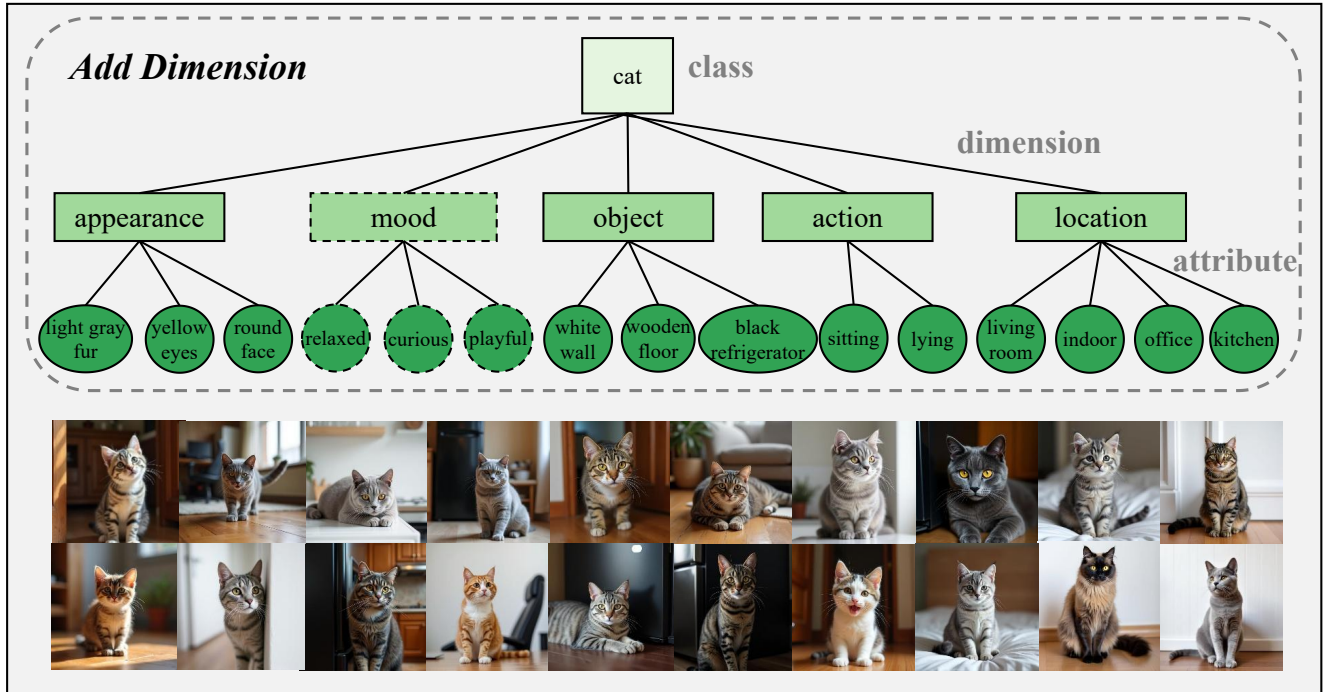 Add Dimension
cat
class
dimension
appearance
mood
object
action
location
attribute
light gray
fur
yellow
eyes
round
face
relaxed
curious
playful
white
wall
wooden
floor
black
refrigerator
sitting
lying
living
room
indoor
office
kitchen